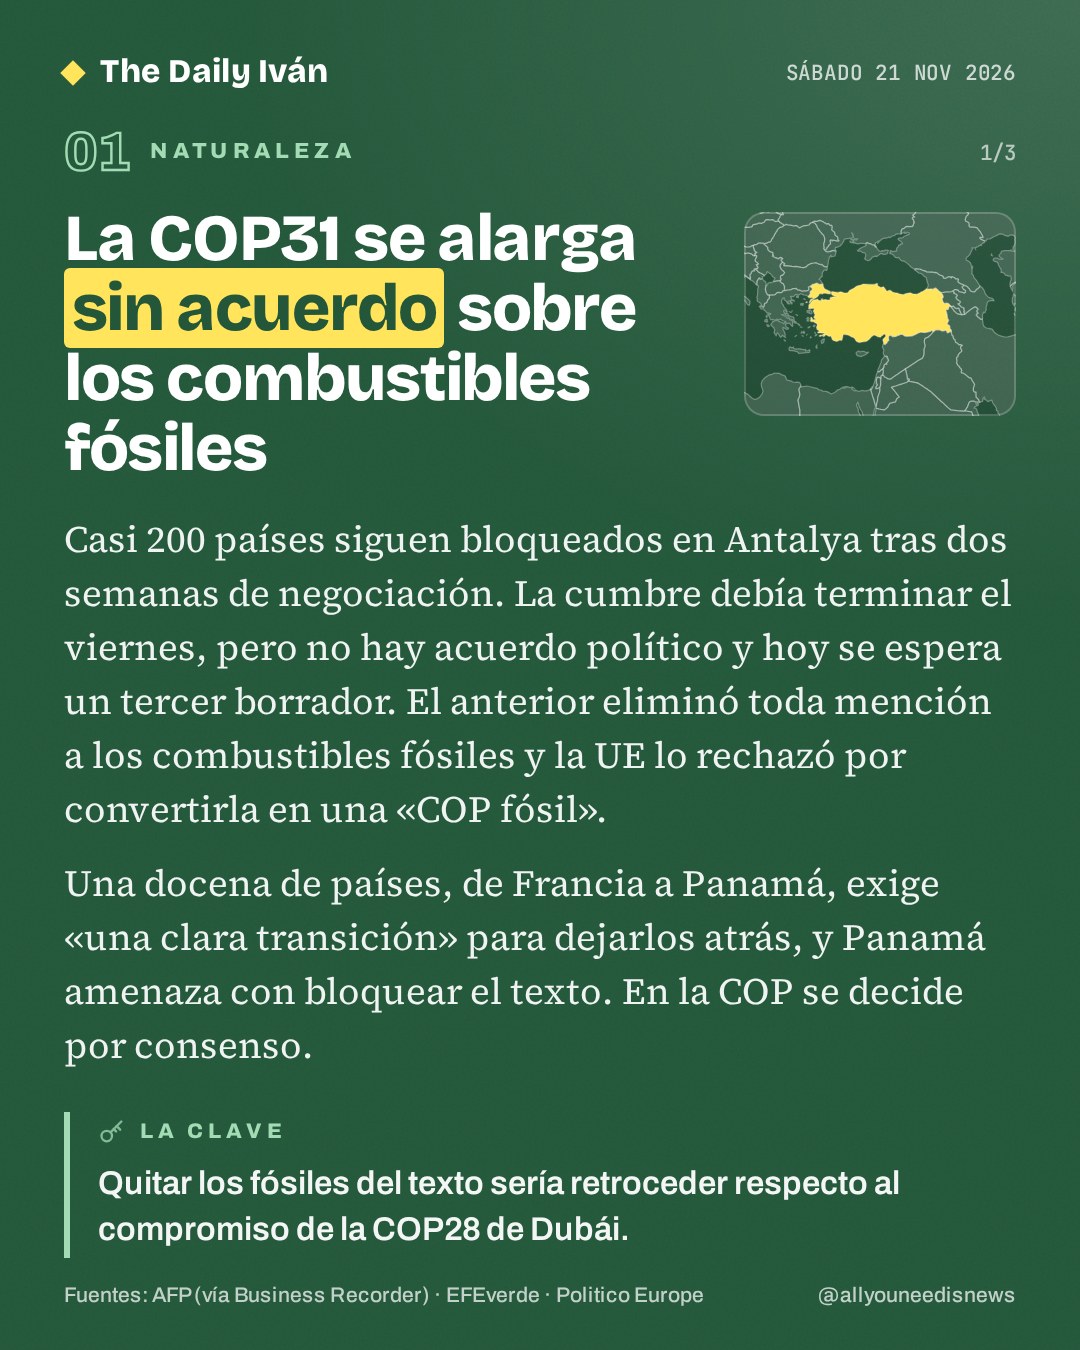 The Daily Iván
SÁBADO 21 NOV 2026
01 NATURALEZA
1/3
La COP31 se alarga
sin acuerdo sobre
los combustibles
fósiles
Casi 200 países siguen bloqueados en Antalya tras dos
semanas de negociación. La cumbre debía terminar el
viernes, pero no hay acuerdo político y hoy se espera
un tercer borrador. El anterior eliminó toda mención
a los combustibles fósiles y la UE lo rechazó por
convertirla en una «COP fósil».
Una docena de países, de Francia a Panamá, exige
«una clara transición» para dejarlos atrás, y Panamá
amenaza con bloquear el texto. En la COP se decide
por consenso.
LA CLAVE
Quitar los fósiles del texto sería retroceder respecto al
compromiso de la COP28 de Dubái.
Fuentes: AFP (vía Business Recorder) · EFEverde · Politico Europe
@allyouneedisnews